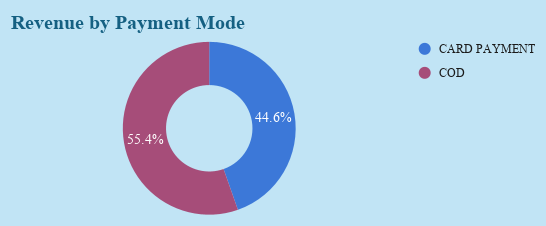 Revenue by Payment Mode
CARD PAYMENT
COD
44.6%
55.4%